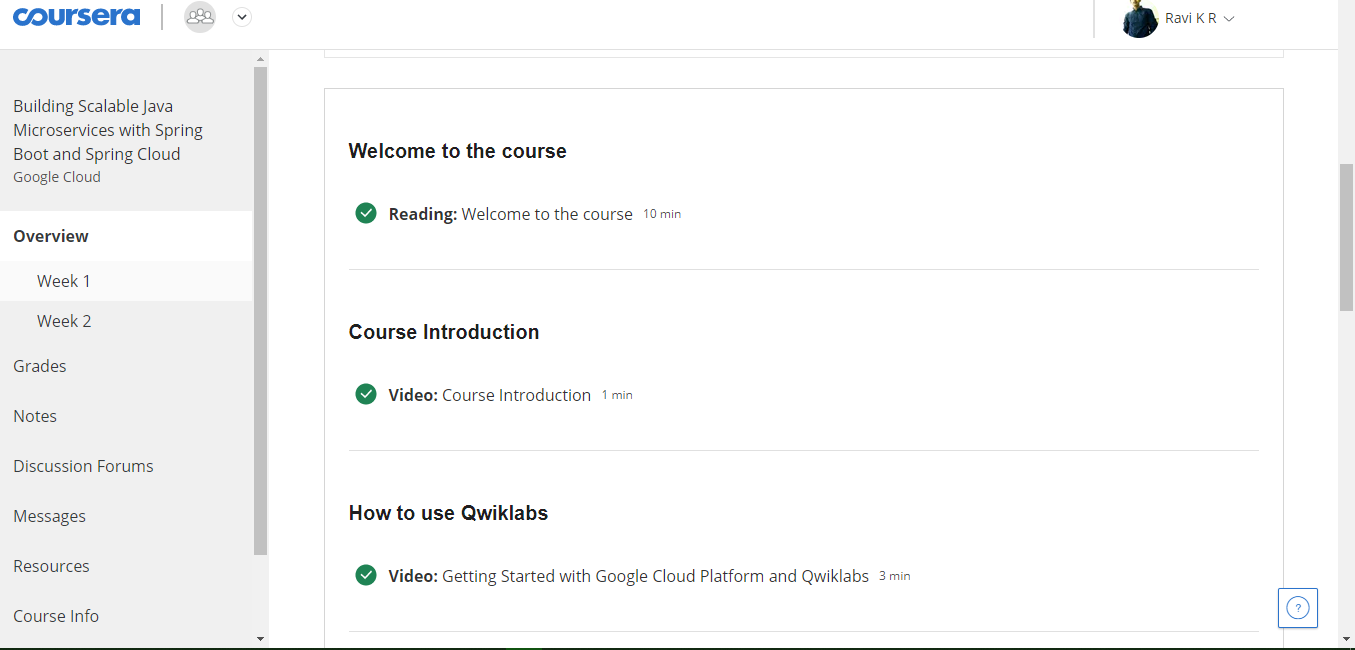 coursera
Ravi K R
Building Scalable Java
Microservices with Spring
Boot and Spring Cloud
Google Cloud
Overview
Week 1
Week 2
Grades
Notes
Discussion Forums
Messages
Resources
Course Info
Welcome to the course
Reading: Welcome to the course 10 min
Course Introduction
Video: Course Introduction 1 min
How to use Qwiklabs
Video: Getting Started with Google Cloud Platform and Qwiklabs 3 min
?